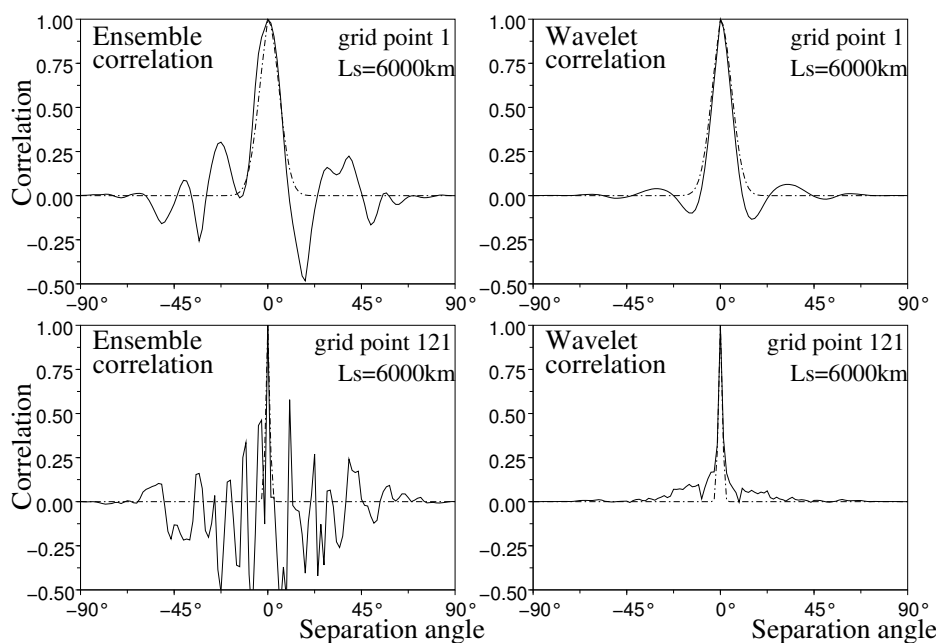 1.00
0.75
0.50
0.25
0.00
−0.25
−0.50
Correlation
Ensemble
correlation
grid point 1
Ls=6000km
−90° −45° 0° 45° 90°
1.00
0.75
0.50
0.25
0.00
−0.25
−0.50
Wavelet
correlation
grid point 1
Ls=6000km
−90° −45° 0° 45° 90°
1.00
0.75
0.50
0.25
0.00
−0.25
−0.50
Correlation
Ensemble
correlation
grid point 121
Ls=6000km
−90° −45° 0° 45° 90°
Separation angle
1.00
0.75
0.50
0.25
0.00
−0.25
−0.50
Wavelet
correlation
grid point 121
Ls=6000km
−90° −45° 0° 45° 90°
Separation angle